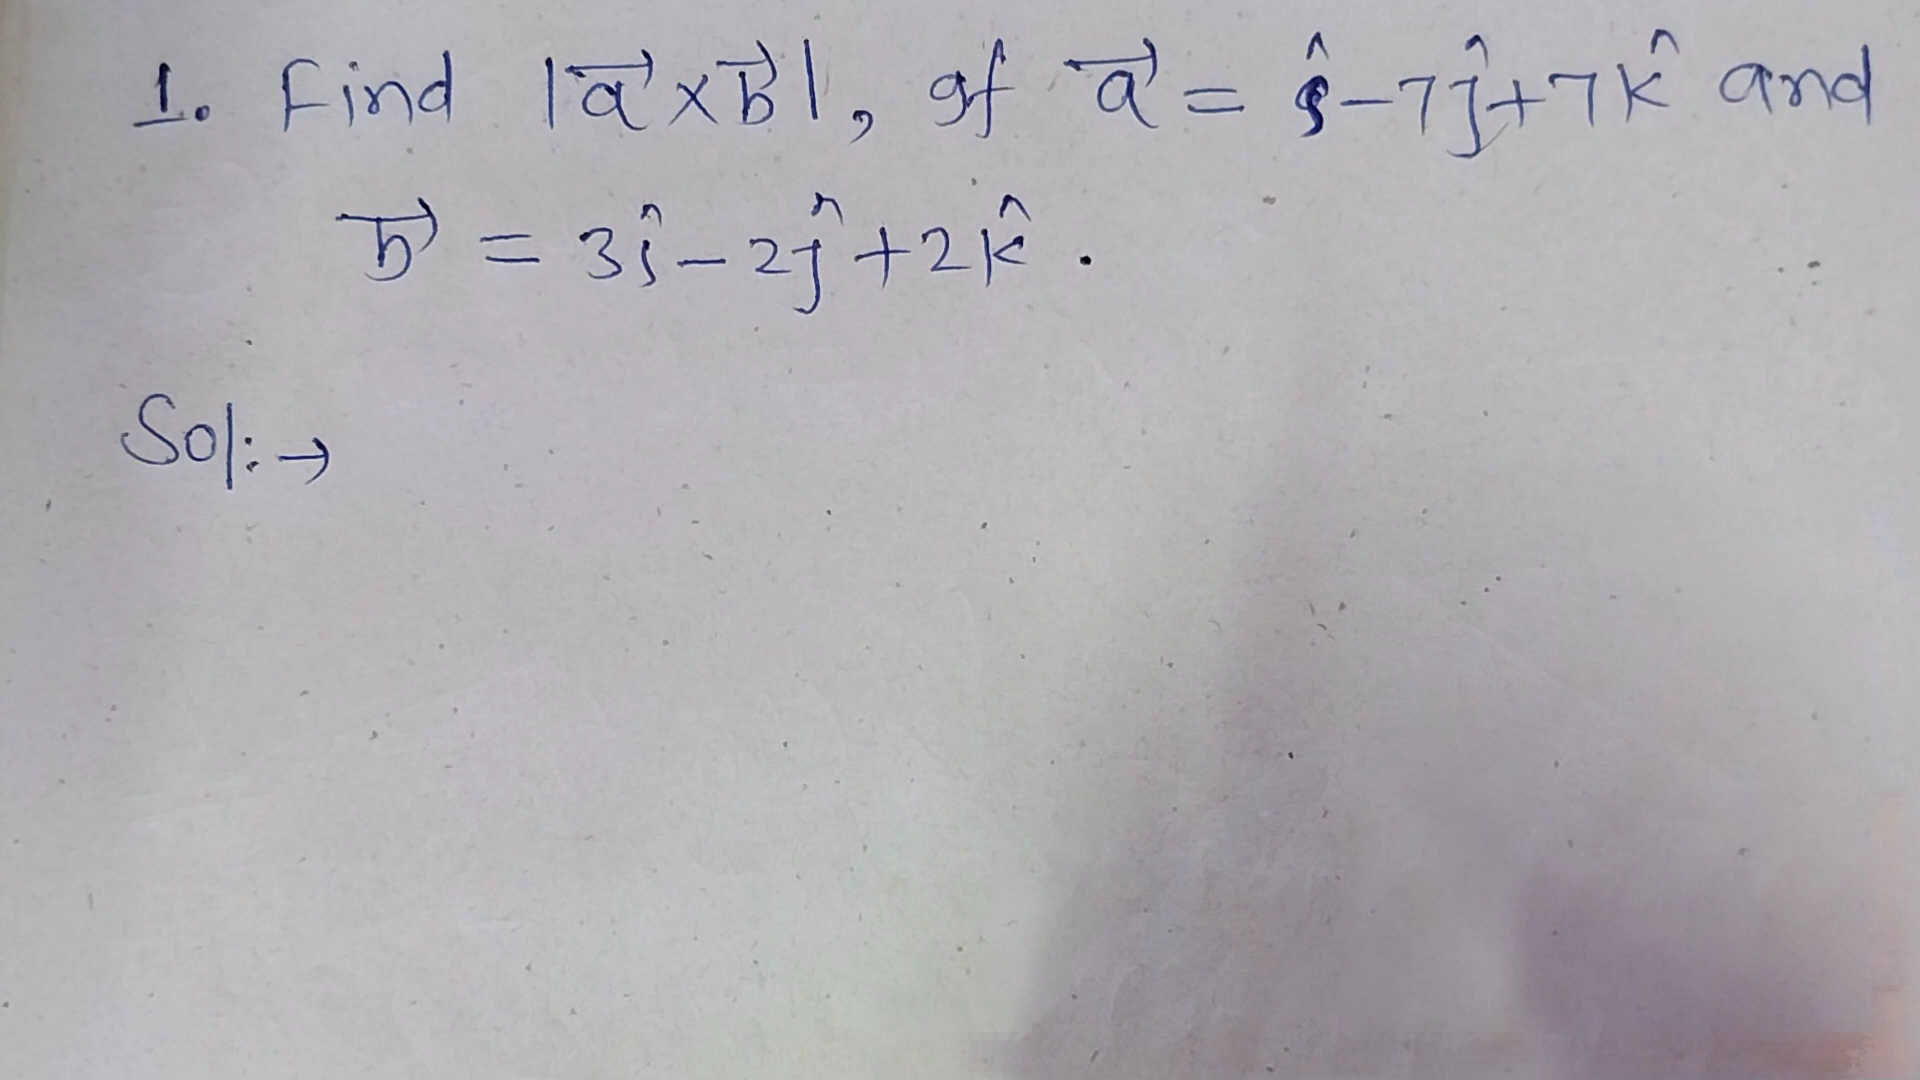 1. Find |a⃗ × b⃗|, If a⃗ = î − 7ĵ + 7k̂ and
b⃗ = 3î − 2ĵ + 2k̂ .
Sol:→